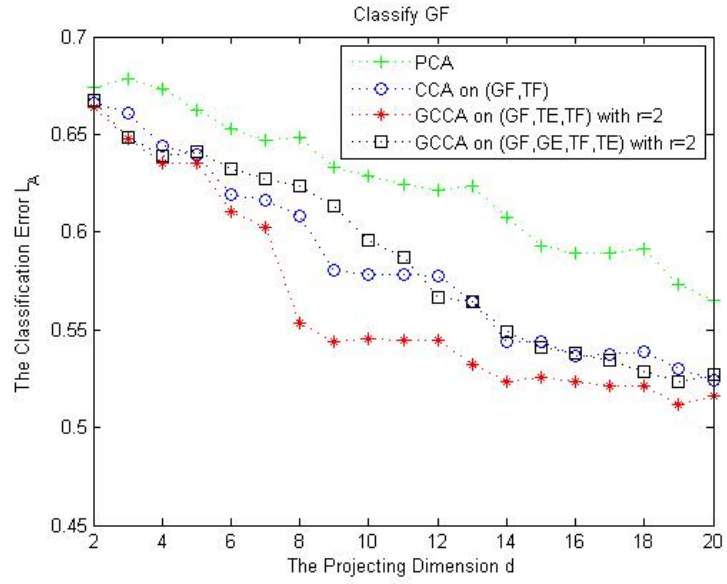 Classify GF
0.7
0.65
0.6
0.55
0.5
0.45
The Classification Error L_A
PCA
CCA on (GF,TF)
GCCA on (GF,TE,TF) with r=2
GCCA on (GF,GE,TF,TE) with r=2
2 4 6 8 10 12 14 16 18 20
The Projecting Dimension d